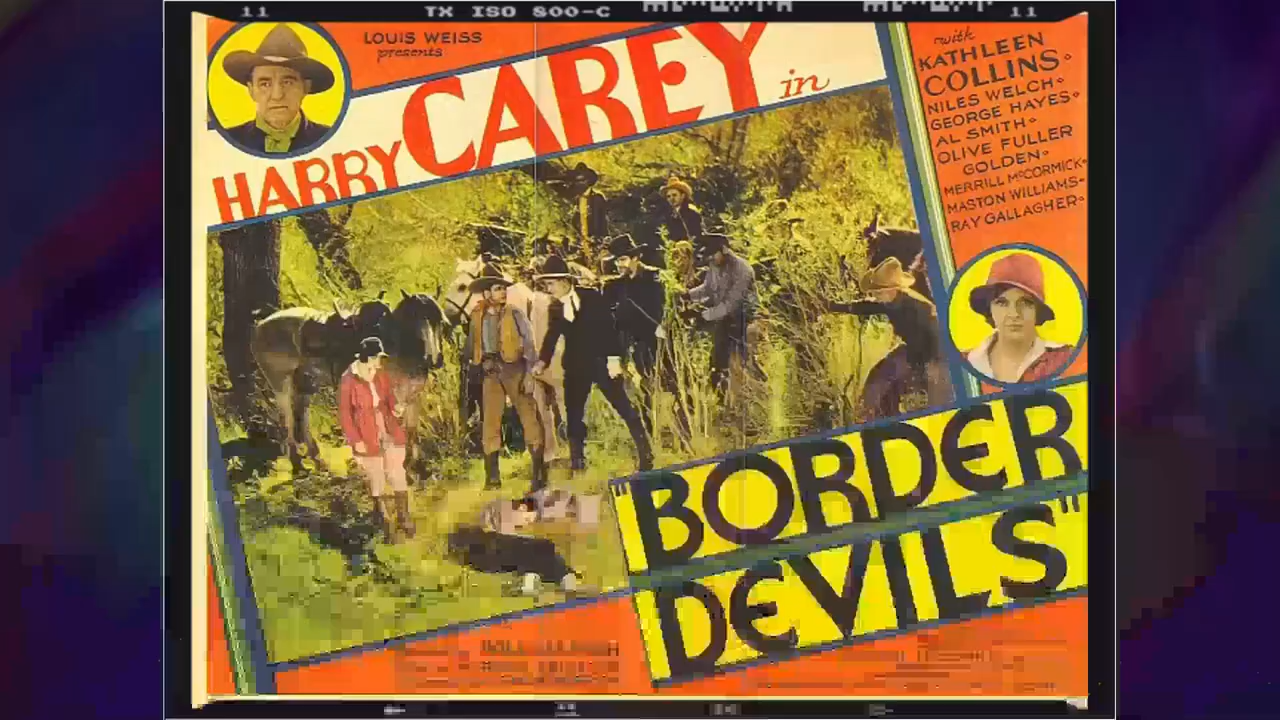 11 TX ISO 800-C 11
LOUIS WEISS
presents
HARRY CAREY in
with
KATHLEEN
COLLINS
NILES WELCH
GEORGE HAYES
AL SMITH
OLIVE FULLER
GOLDEN
MERRILL McCORMICK
MASTON WILLIAMS
RAY GALLAGHER
"BORDER
DEVILS"